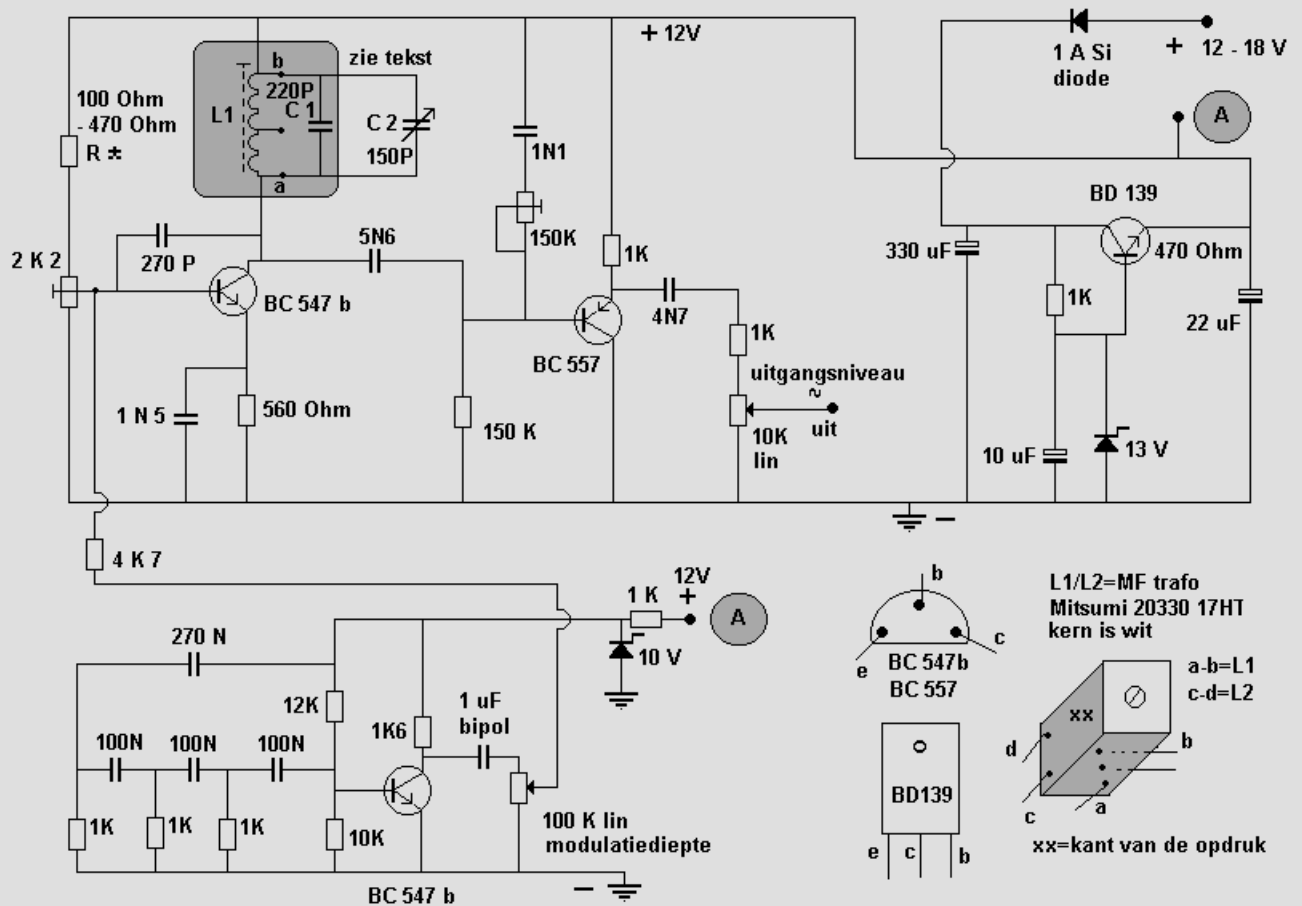 + 12V
1 A Si
diode
+ 12 - 18 V
A
zie tekst
b
220P
L1
C 1
C 2
150P
a
100 Ohm
- 470 Ohm
R ±
1N1
150K
BD 139
470 Ohm
2 K 2
270 P
5N6
1K
330 uF
1K
22 uF
BC 547 b
4N7
BC 557
1K
uitgangsniveau
~
uit
1 N 5
560 Ohm
150 K
10K
lin
10 uF
13 V
–
4 K 7
12V
+
1 K
A
10 V
270 N
12K
1K6
1 uF
bipol
100N
100N
100N
1K
1K
1K
10K
100 K lin
modulatiediepte
BC 547 b
–
b
e
c
BC 547b
BC 557
BD139
e
c
b
L1/L2=MF trafo
Mitsumi 20330 17HT
kern is wit
a-b=L1
c-d=L2
xx
d
b
c
a
xx=kant van de opdruk